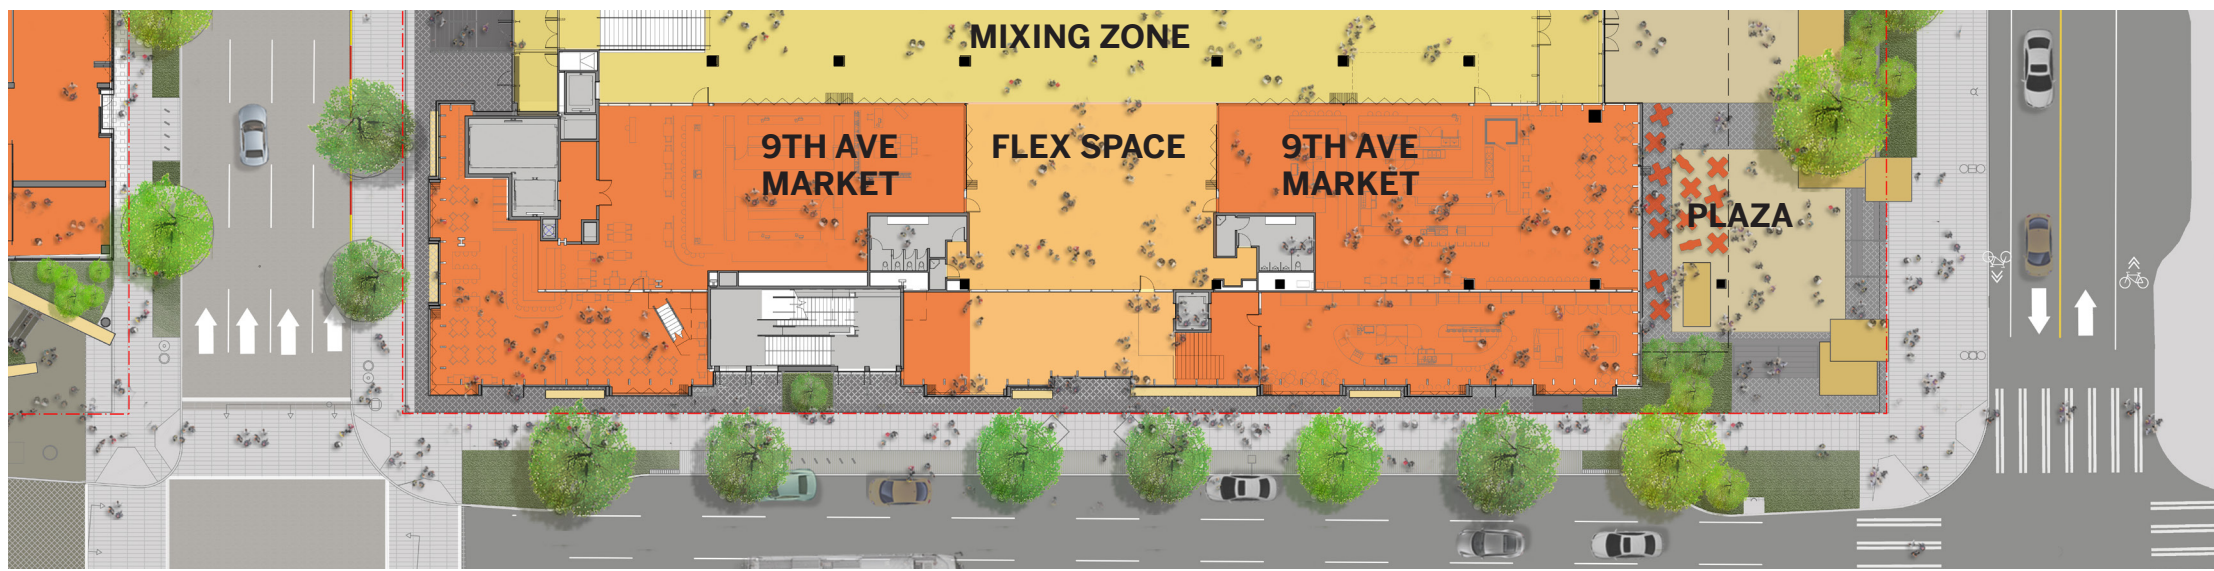 MIXING ZONE
9TH AVE
MARKET
FLEX SPACE
9TH AVE
MARKET
PLAZA